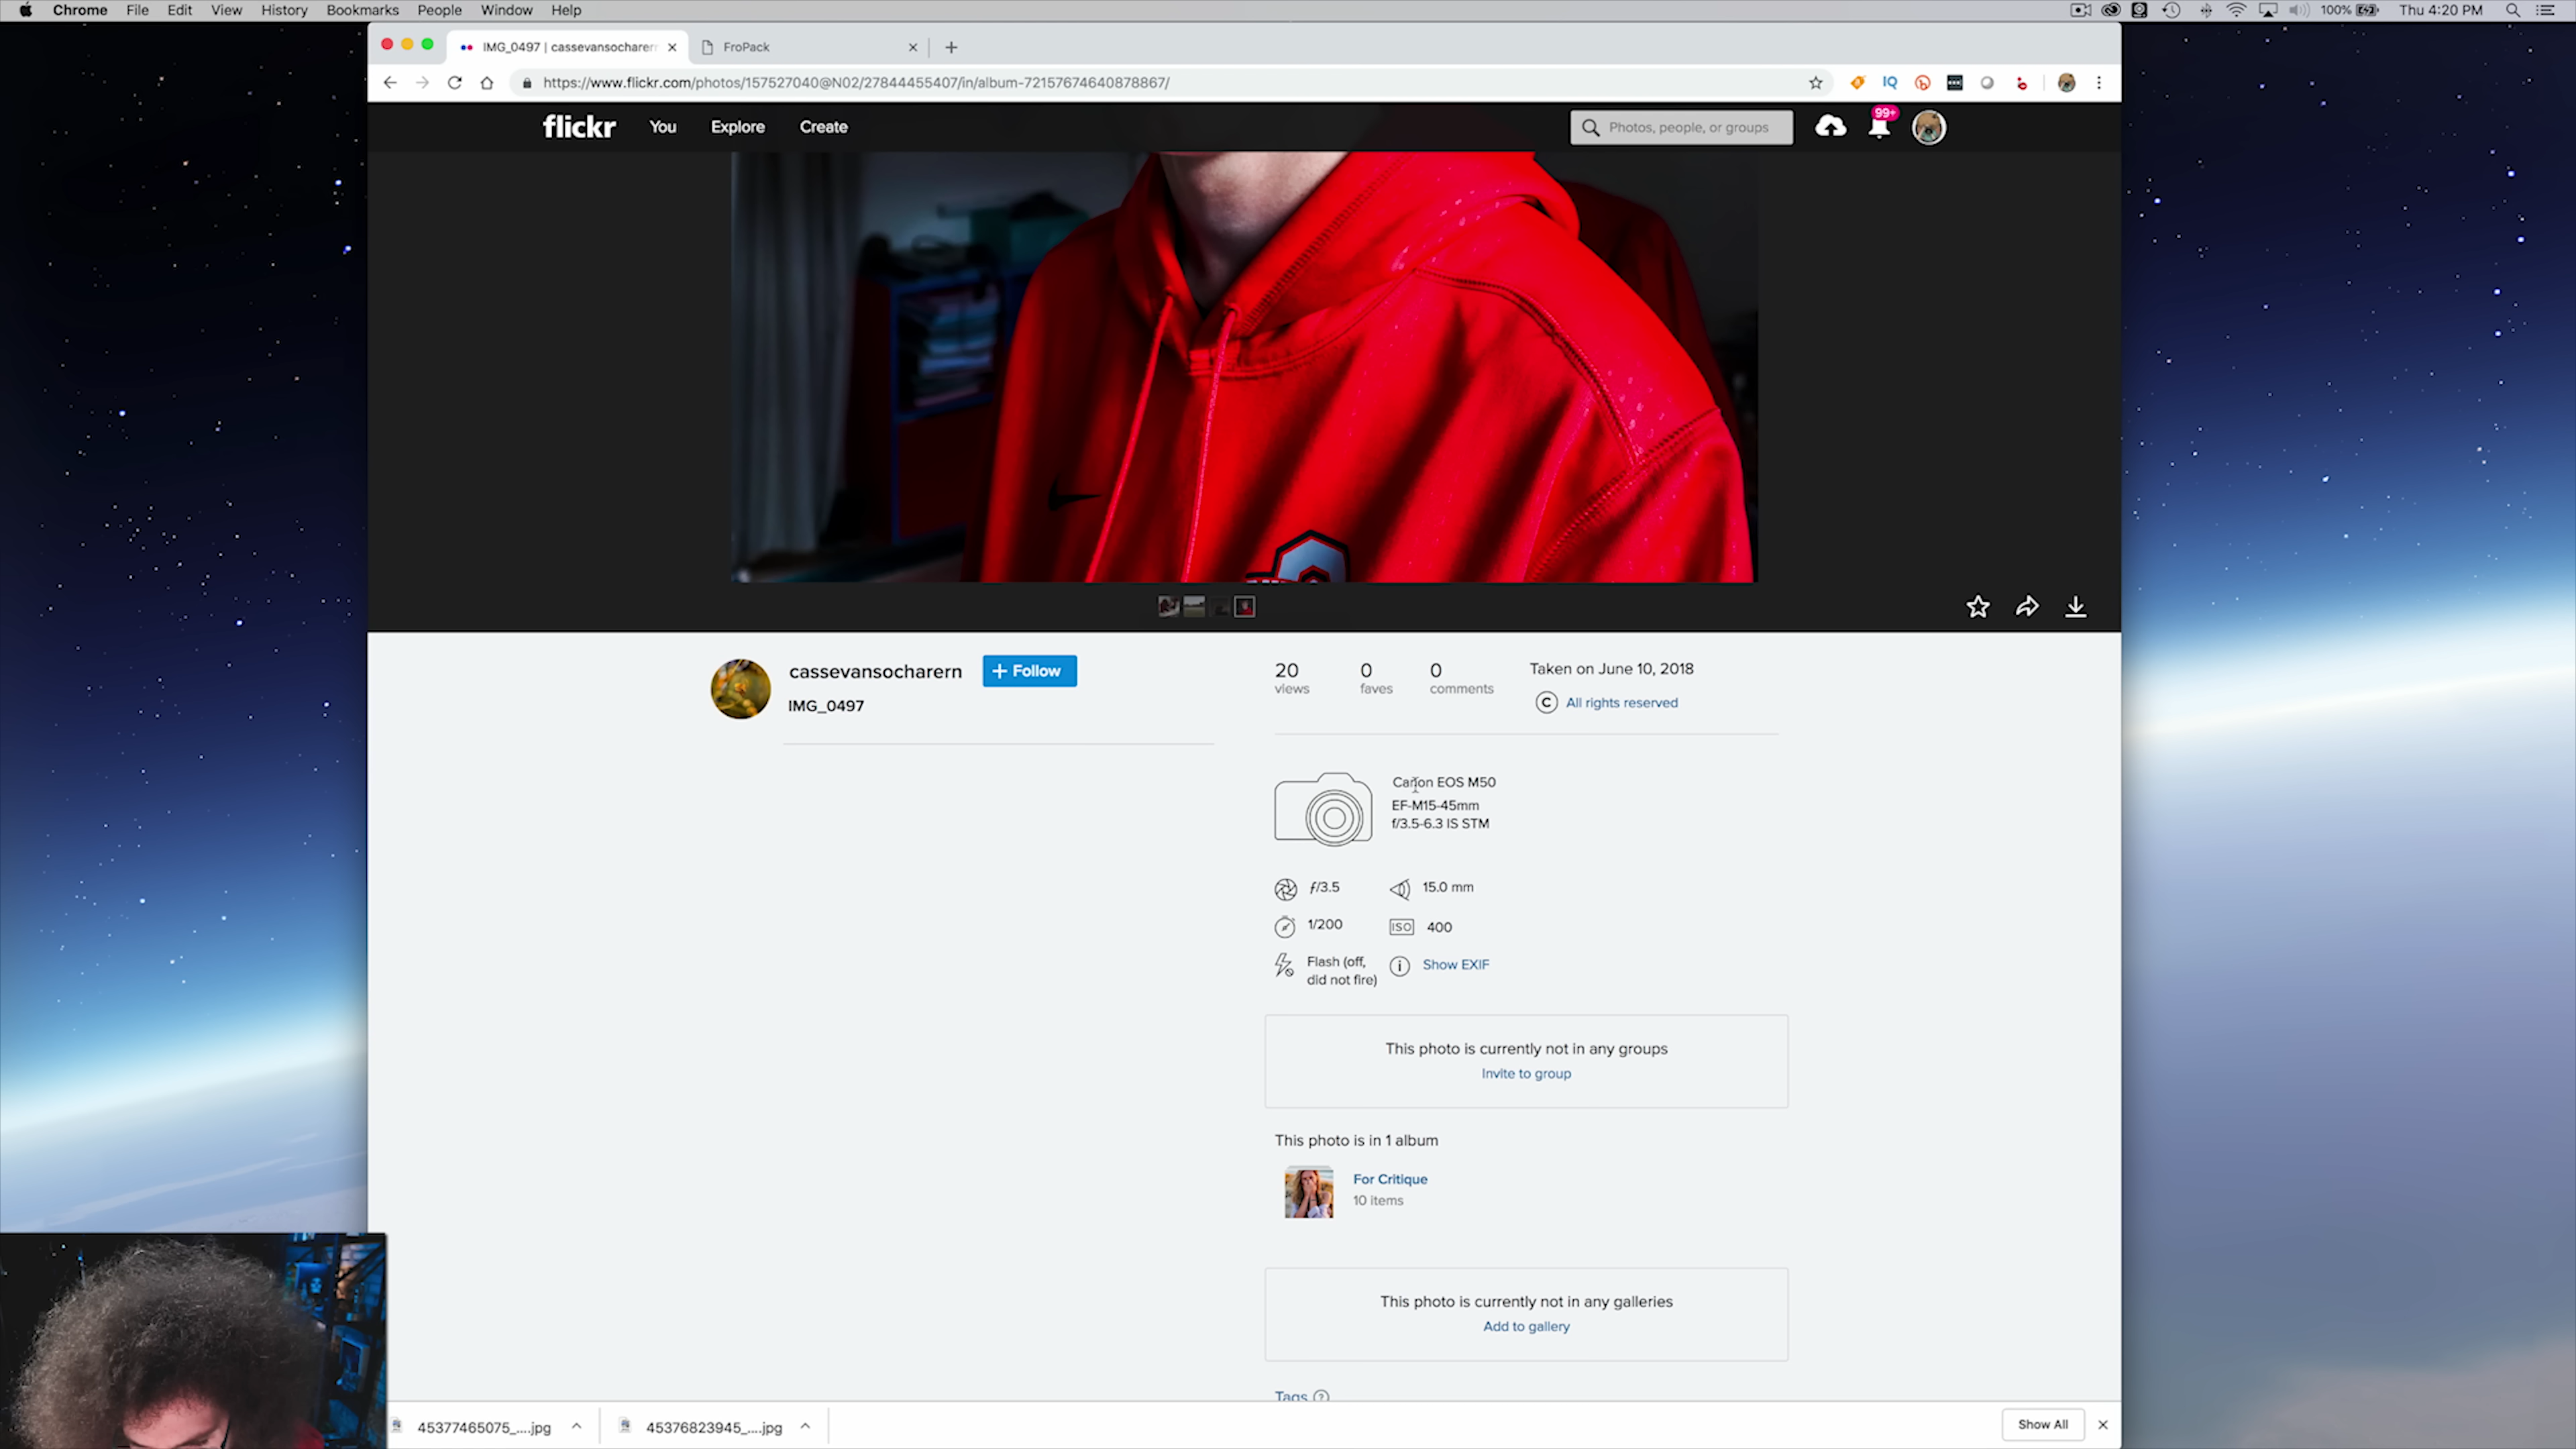 Chrome File Edit View History Bookmarks People Window Help
100% Thu 4:20 PM
IMG_0497 | cassevansocharern
FroPack
https://www.flickr.com/photos/157527040@N02/27844455407/in/album-72157674640878867/
IQ
flickr You Explore Create
Photos, people, or groups
99+
cassevansocharern
+ Follow
IMG_0497
20 views
0 faves
0 comments
Taken on June 10, 2018
All rights reserved
Canon EOS M50
EF-M15-45mm
f/3.5-6.3 IS STM
ƒ/3.5
15.0 mm
1/200
ISO 400
Flash (off, did not fire)
Show EXIF
This photo is currently not in any groups
Invite to group
This photo is in 1 album
For Critique
10 items
This photo is currently not in any galleries
Add to gallery
Tags
45377465075_....jpg
45376823945_....jpg
Show All